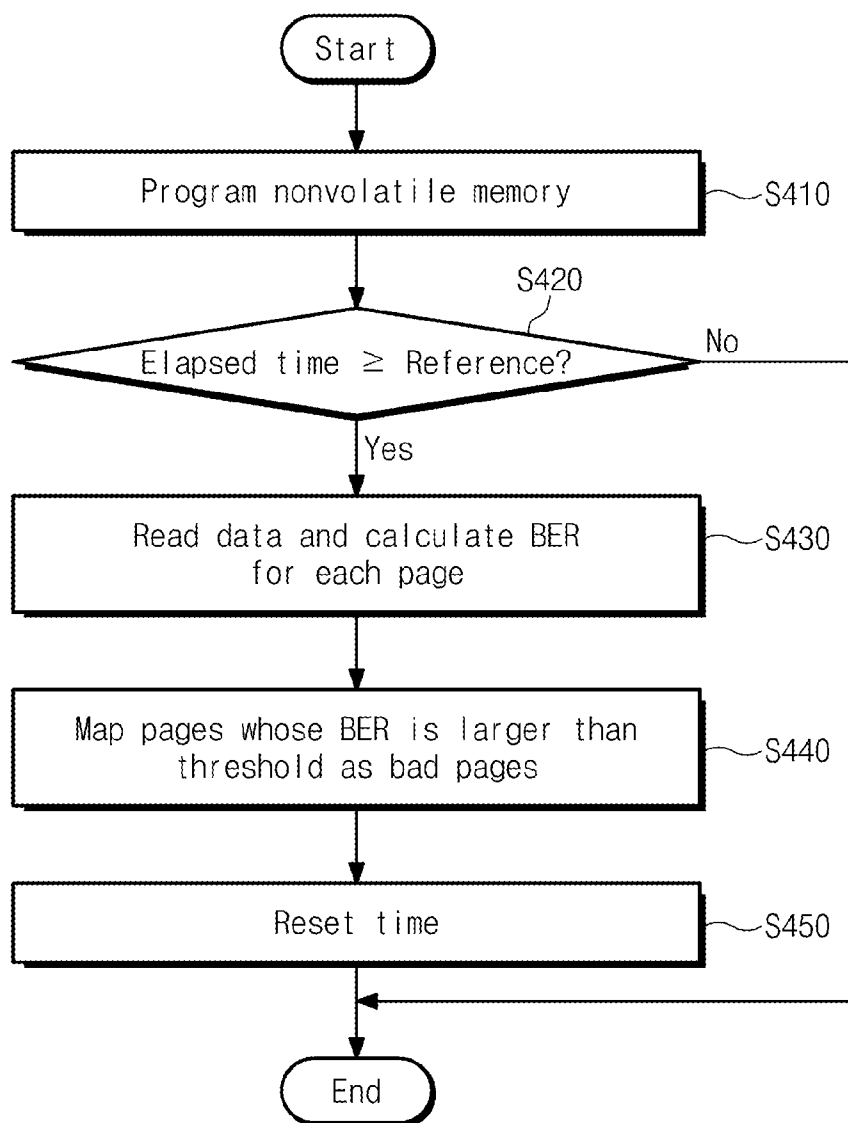 Start
Program nonvolatile memory
S410
S420
Elapsed time ≧ Reference?
No
Yes
Read data and calculate BER
for each page
S430
Map pages whose BER is larger than
threshold as bad pages
S440
Reset time
S450
End